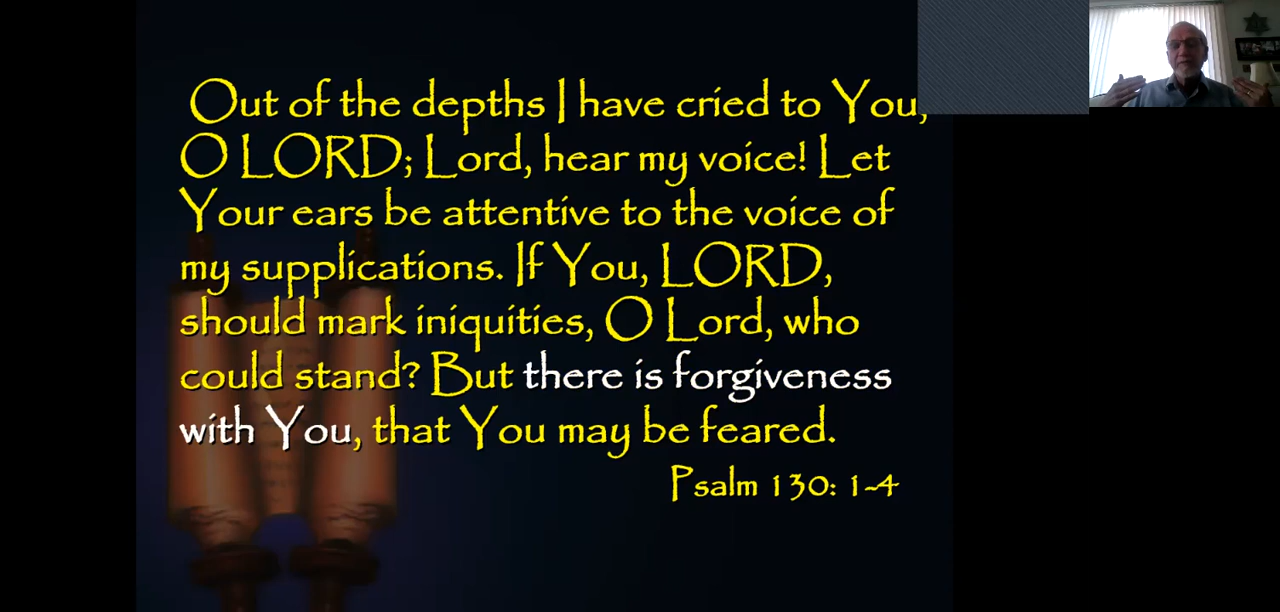 Out of the depths I have cried to You,
O LORD; Lord, hear my voice! Let
Your ears be attentive to the voice of
my supplications. If You, LORD,
should mark iniquities, O Lord, who
could stand? But there is forgiveness
with You, that You may be feared.
Psalm 130: 1-4